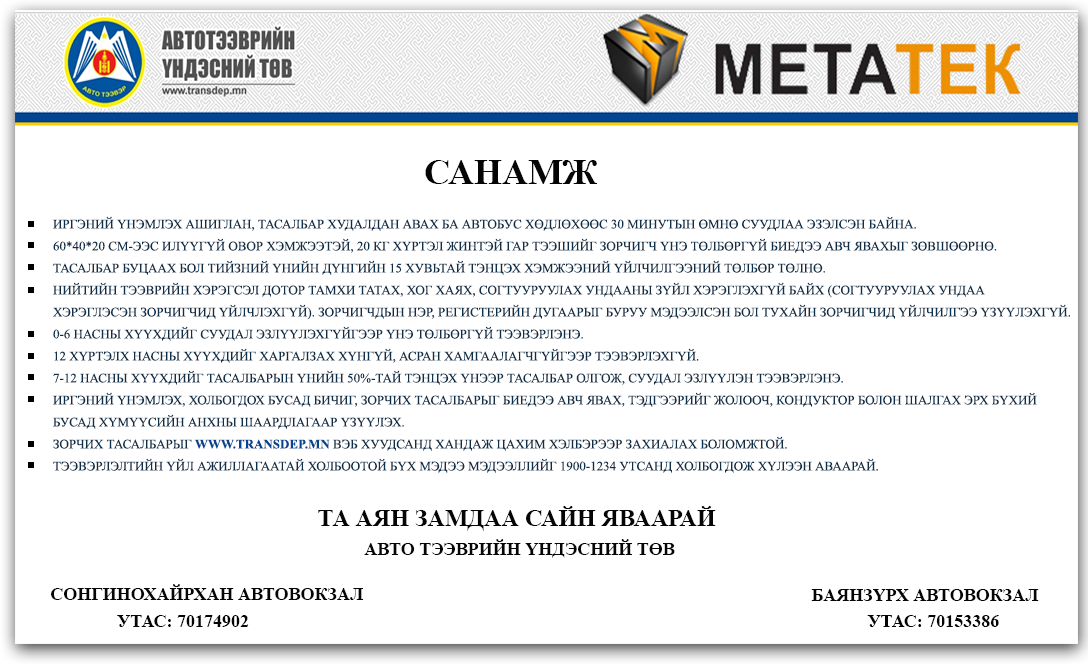 АВТОТЭЭВРИЙН
ҮНДЭСНИЙ ТӨВ
www.transdep.mn
АВТО ТЭЭВЭР
МЕТАТЕК
САНАМЖ
ИРГЭНИЙ ҮНЭМЛЭХ АШИГЛАН, ТАСАЛБАР ХУДАЛДАН АВАХ БА АВТОБУС ХӨДЛӨХӨӨС 30 МИНУТЫН ӨМНӨ СУУДЛАА ЭЗЭЛСЭН БАЙНА.
60*40*20 СМ-ЭЭС ИЛҮҮГҮЙ ОВОР ХЭМЖЭЭТЭЙ, 20 КГ ХҮРТЭЛ ЖИНТЭЙ ГАР ТЭЭШИЙГ ЗОРЧИГЧ ҮНЭ ТӨЛБӨРГҮЙ БИЕДЭЭ АВЧ ЯВАХЫГ ЗӨВШӨӨРНӨ.
ТАСАЛБАР БУЦААХ БОЛ ТИЙЗНИЙ ҮНИЙН ДҮНГИЙН 15 ХУВЬТАЙ ТЭНЦЭХ ХЭМЖЭЭНИЙ ҮЙЛЧИЛГЭЭНИЙ ТӨЛБӨР ТӨЛНӨ.
НИЙТИЙН ТЭЭВРИЙН ХЭРЭГСЭЛ ДОТОР ТАМХИ ТАТАХ, ХОГ ХАЯХ, СОГТУУРУУЛАХ УНДААНЫ ЗҮЙЛ ХЭРЭГЛЭХГҮЙ БАЙХ (СОГТУУРУУЛАХ УНДАА
ХЭРЭГЛЭСЭН ЗОРЧИГЧИД ҮЙЛЧЛЭХГҮЙ). ЗОРЧИГЧДЫН НЭР, РЕГИСТЕРИЙН ДУГААРЫГ БУРУУ МЭДЭЭЛСЭН БОЛ ТУХАЙН ЗОРЧИГЧИД ҮЙЛЧИЛГЭЭ ҮЗҮҮЛЭХГҮЙ.
0-6 НАСНЫ ХҮҮХДИЙГ СУУДАЛ ЭЗЛҮҮЛЭХГҮЙГЭЭР ҮНЭ ТӨЛБӨРГҮЙ ТЭЭВЭРЛЭНЭ.
12 ХҮРТЭЛХ НАСНЫ ХҮҮХДИЙГ ХАРГАЛЗАХ ХҮНГҮЙ, АСРАН ХАМГААЛАГЧГҮЙГЭЭР ТЭЭВЭРЛЭХГҮЙ.
7-12 НАСНЫ ХҮҮХДИЙГ ТАСАЛБАРЫН ҮНИЙН 50%-ТАЙ ТЭНЦЭХ ҮНЭЭР ТАСАЛБАР ОЛГОЖ, СУУДАЛ ЭЗЛҮҮЛЭН ТЭЭВЭРЛЭНЭ.
ИРГЭНИЙ ҮНЭМЛЭХ, ХОЛБОГДОХ БУСАД БИЧИГ, ЗОРЧИХ ТАСАЛБАРЫГ БИЕДЭЭ АВЧ ЯВАХ, ТЭДГЭЭРИЙГ ЖОЛООЧ, КОНДУКТОР БОЛОН ШАЛГАХ ЭРХ БҮХИЙ
БУСАД ХҮМҮҮСИЙН АНХНЫ ШААРДЛАГААР ҮЗҮҮЛЭХ.
ЗОРЧИХ ТАСАЛБАРЫГ WWW.TRANSDEP.MN ВЭБ ХУУДСАНД ХАНДАЖ ЦАХИМ ХЭЛБЭРЭЭР ЗАХИАЛАХ БОЛОМЖТОЙ.
ТЭЭВЭРЛЭЛТИЙН ҮЙЛ АЖИЛЛАГААТАЙ ХОЛБООТОЙ БҮХ МЭДЭЭ МЭДЭЭЛЛИЙГ 1900-1234 УТСАНД ХОЛБОГДОЖ ХҮЛЭЭН АВААРАЙ.
ТА АЯН ЗАМДАА САЙН ЯВААРАЙ
АВТО ТЭЭВРИЙН ҮНДЭСНИЙ ТӨВ
СОНГИНОХАЙРХАН АВТОВОКЗАЛ
УТАС: 70174902
БАЯНЗҮРХ АВТОВОКЗАЛ
УТАС: 70153386